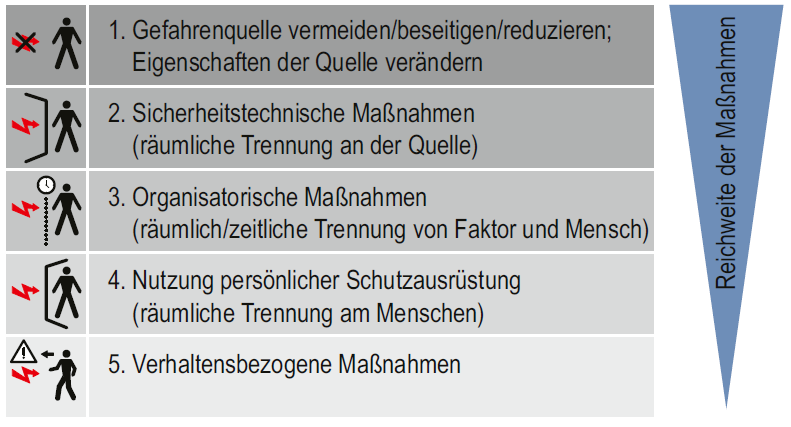 1. Gefahrenquelle vermeiden/beseitigen/reduzieren;
Eigenschaften der Quelle verändern
2. Sicherheitstechnische Maßnahmen
(räumliche Trennung an der Quelle)
3. Organisatorische Maßnahmen
(räumlich/zeitliche Trennung von Faktor und Mensch)
4. Nutzung persönlicher Schutzausrüstung
(räumliche Trennung am Menschen)
5. Verhaltensbezogene Maßnahmen
Reichweite der Maßnahmen